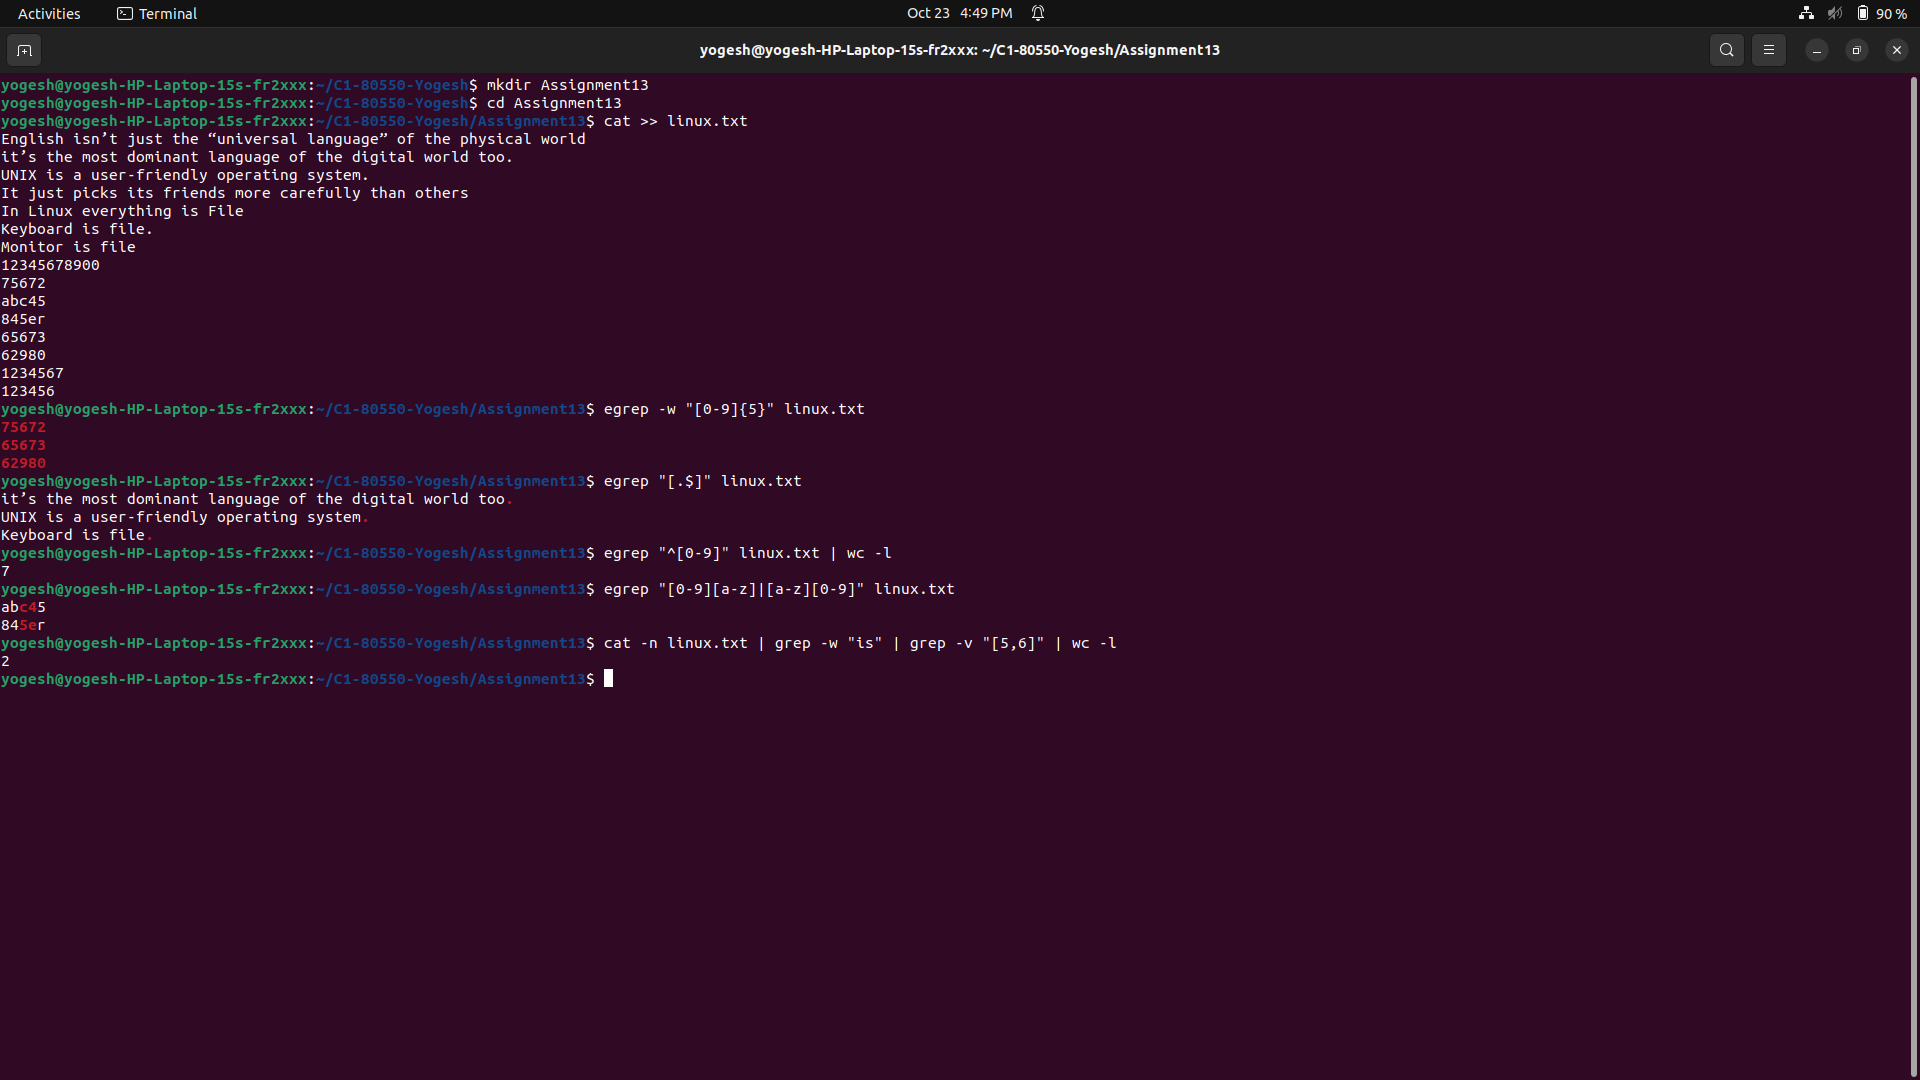 Activities Terminal Oct 23 4:49 PM 90 %
yogesh@yogesh-HP-Laptop-15s-fr2xxx: ~/C1-80550-Yogesh/Assignment13
yogesh@yogesh-HP-Laptop-15s-fr2xxx:~/C1-80550-Yogesh$ mkdir Assignment13
yogesh@yogesh-HP-Laptop-15s-fr2xxx:~/C1-80550-Yogesh$ cd Assignment13
yogesh@yogesh-HP-Laptop-15s-fr2xxx:~/C1-80550-Yogesh/Assignment13$ cat >> linux.txt
English isn’t just the “universal language” of the physical world
it’s the most dominant language of the digital world too.
UNIX is a user-friendly operating system.
It just picks its friends more carefully than others
In Linux everything is File
Keyboard is file.
Monitor is file
12345678900
75672
abc45
845er
65673
62980
1234567
123456
yogesh@yogesh-HP-Laptop-15s-fr2xxx:~/C1-80550-Yogesh/Assignment13$ egrep -w "[0-9]{5}" linux.txt
75672
65673
62980
yogesh@yogesh-HP-Laptop-15s-fr2xxx:~/C1-80550-Yogesh/Assignment13$ egrep "[.$]" linux.txt
it’s the most dominant language of the digital world too.
UNIX is a user-friendly operating system.
Keyboard is file.
yogesh@yogesh-HP-Laptop-15s-fr2xxx:~/C1-80550-Yogesh/Assignment13$ egrep "^[0-9]" linux.txt | wc -l
7
yogesh@yogesh-HP-Laptop-15s-fr2xxx:~/C1-80550-Yogesh/Assignment13$ egrep "[0-9][a-z]|[a-z][0-9]" linux.txt
abc45
845er
yogesh@yogesh-HP-Laptop-15s-fr2xxx:~/C1-80550-Yogesh/Assignment13$ cat -n linux.txt | grep -w "is" | grep -v "[5,6]" | wc -l
2
yogesh@yogesh-HP-Laptop-15s-fr2xxx:~/C1-80550-Yogesh/Assignment13$